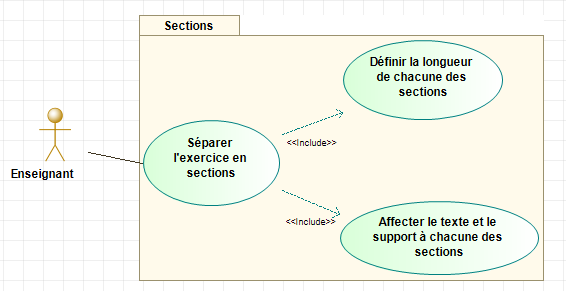 Sections
Définir la longueur
de chacune des
sections
<<Include>>
Séparer
l'exercice en
sections
Enseignant
<<Include>>
Affecter le texte et le
support à chacune des
sections